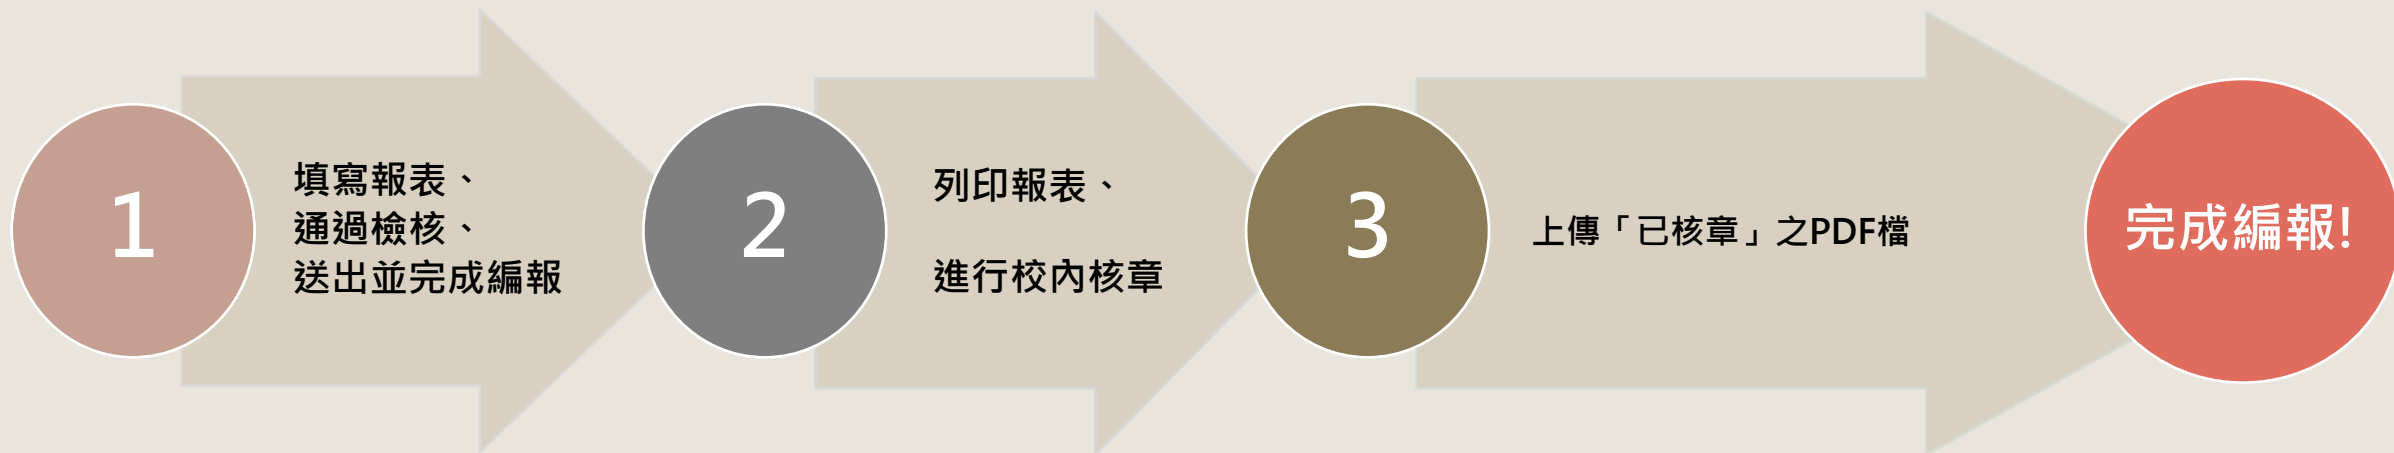 1
填寫報表、
通過檢核、
送出並完成編報
2
列印報表、
進行校內核章
3
上傳「已核章」之PDF檔
完成編報!